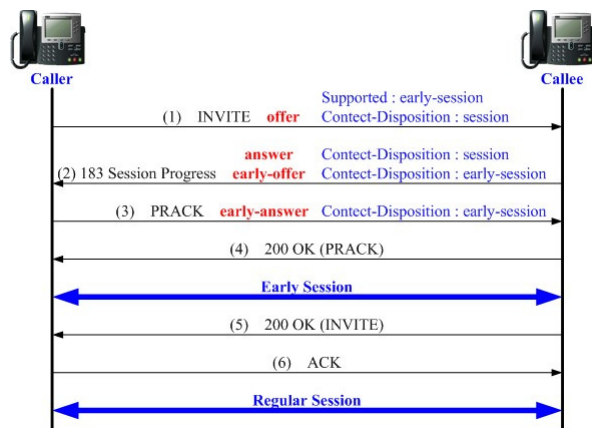 Caller
Callee
Supported : early-session
(1) INVITE offer Contect-Disposition : session
answer Contect-Disposition : session
(2) 183 Session Progress early-offer Contect-Disposition : early-session
(3) PRACK early-answer Contect-Disposition : early-session
(4) 200 OK (PRACK)
Early Session
(5) 200 OK (INVITE)
(6) ACK
Regular Session